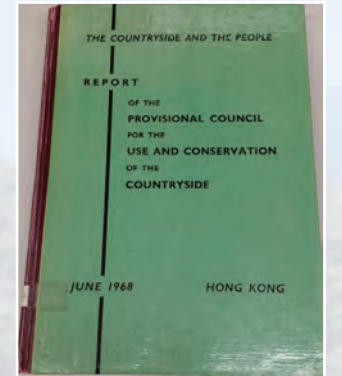 THE COUNTRYSIDE AND THE PEOPLE
REPORT
OF THE
PROVISIONAL COUNCIL
FOR THE
USE AND CONSERVATION
OF THE
COUNTRYSIDE
JUNE 1968 HONG KONG